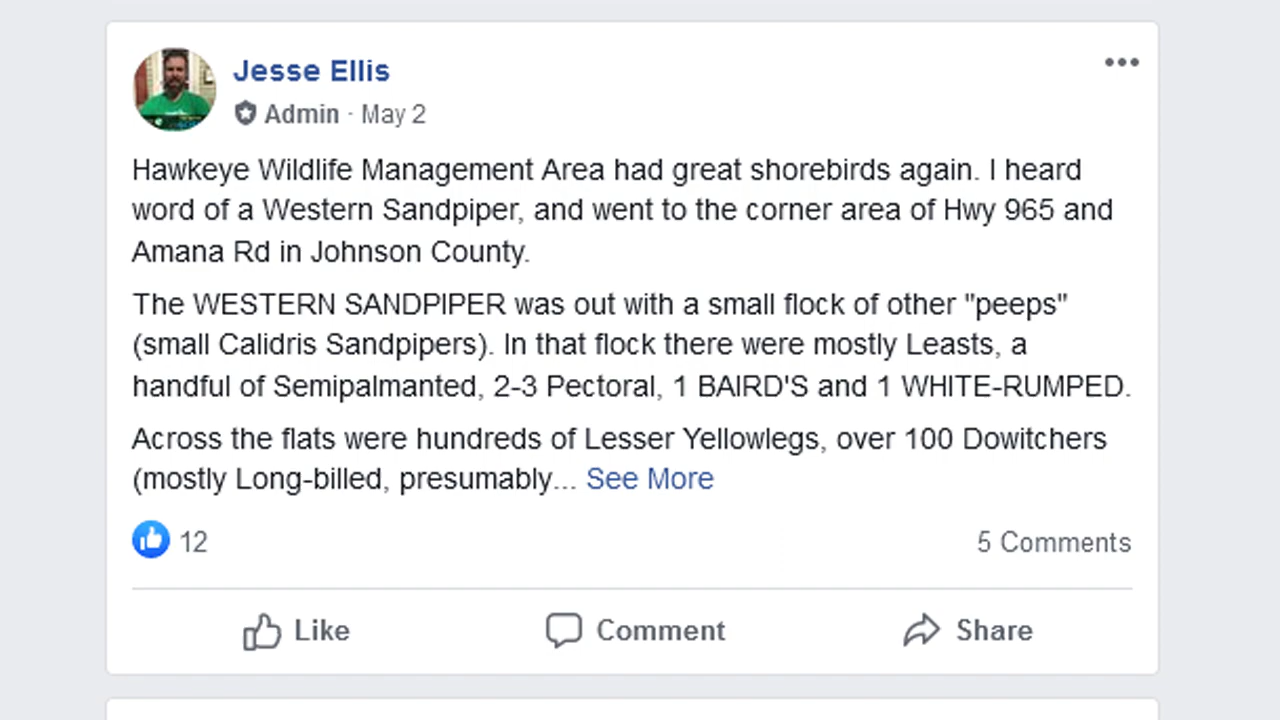 Jesse Ellis
Admin · May 2
Hawkeye Wildlife Management Area had great shorebirds again. I heard
word of a Western Sandpiper, and went to the corner area of Hwy 965 and
Amana Rd in Johnson County.
The WESTERN SANDPIPER was out with a small flock of other "peeps"
(small Calidris Sandpipers). In that flock there were mostly Leasts, a
handful of Semipalmanted, 2-3 Pectoral, 1 BAIRD'S and 1 WHITE-RUMPED.
Across the flats were hundreds of Lesser Yellowlegs, over 100 Dowitchers
(mostly Long-billed, presumably... See More
12 5 Comments
Like Comment Share